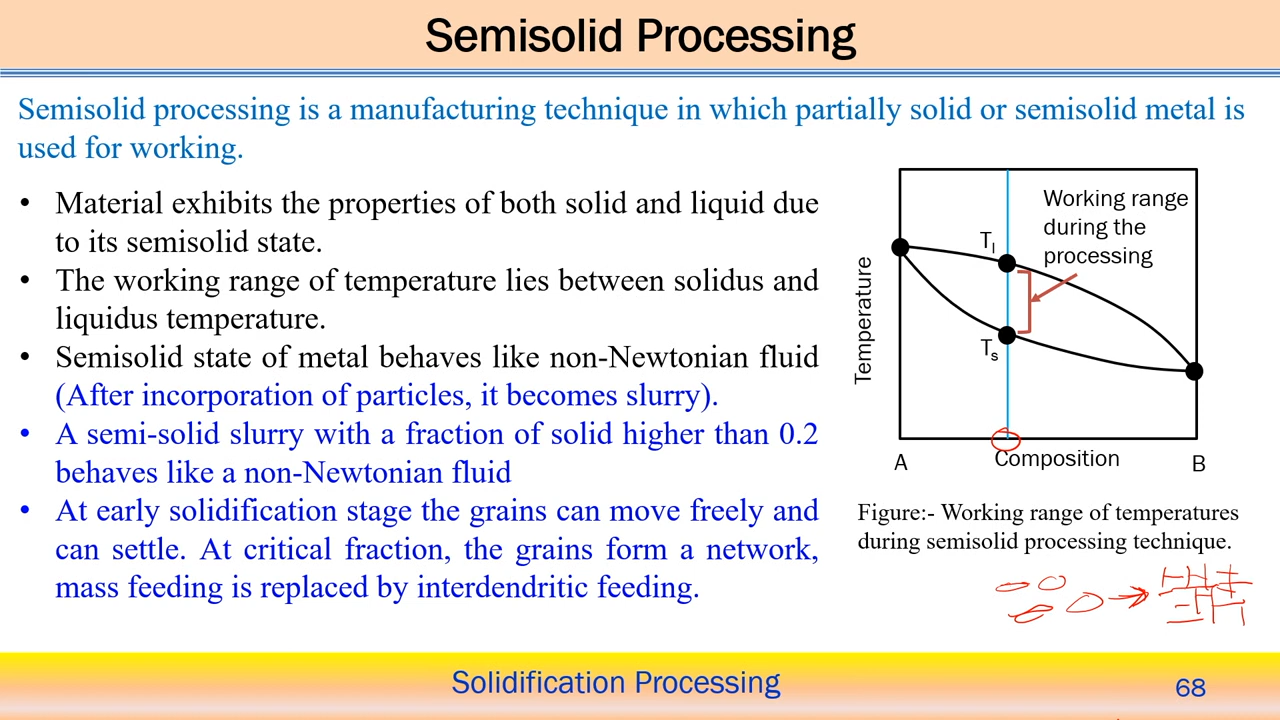 Semisolid Processing
Semisolid processing is a manufacturing technique in which partially solid or semisolid metal is
used for working.
• Material exhibits the properties of both solid and liquid due
to its semisolid state.
• The working range of temperature lies between solidus and
liquidus temperature.
• Semisolid state of metal behaves like non-Newtonian fluid
(After incorporation of particles, it becomes slurry).
• A semi-solid slurry with a fraction of solid higher than 0.2
behaves like a non-Newtonian fluid
• At early solidification stage the grains can move freely and
can settle. At critical fraction, the grains form a network,
mass feeding is replaced by interdendritic feeding.
Working range
during the
processing
Tl
Ts
Temperature
A
Composition
B
Figure:- Working range of temperatures
during semisolid processing technique.
Solidification Processing
68